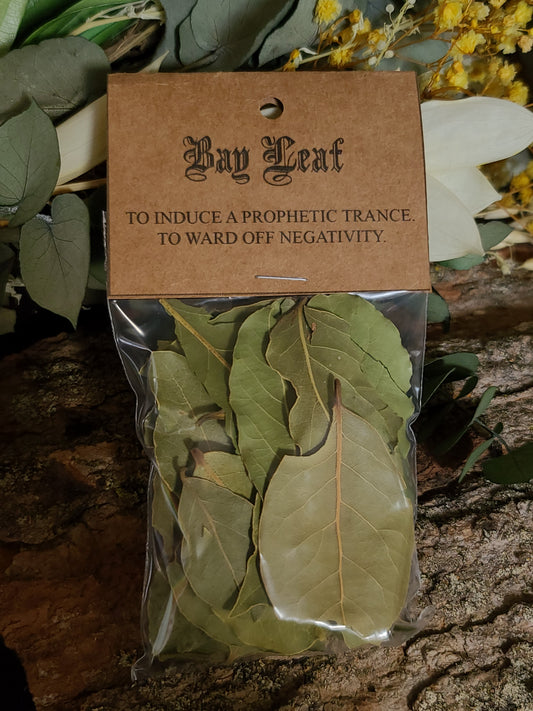 Bay Leaf
TO INDUCE A PROPHETIC TRANCE.
TO WARD OFF NEGATIVITY.